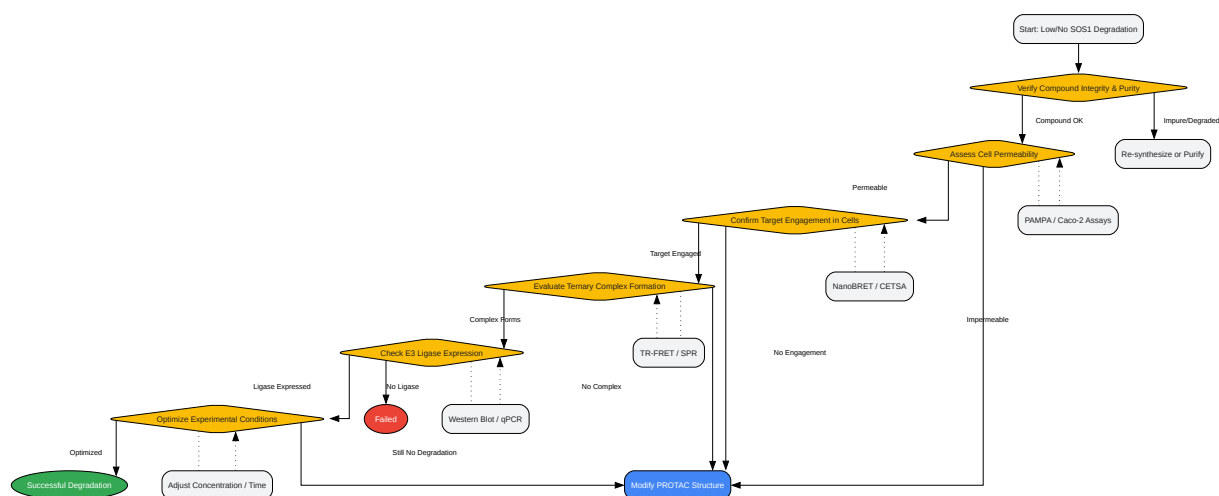 Start: Low/No SOS1 Degradation
Verify Compound Integrity & Purity
Compound OK
Impure/Degraded
Assess Cell Permeability
Re-synthesize or Purify
Permeable
Confirm Target Engagement in Cells
PAMPA / Caco-2 Assays
Target Engaged
Evaluate Ternary Complex Formation
NanoBRET / CETSA
Complex Forms
Impermeable
Check E3 Ligase Expression
TR-FRET / SPR
No Engagement
Ligase Expressed
No Ligase
No Complex
Optimize Experimental Conditions
Failed
Western Blot / qPCR
Optimized
Still No Degradation
Successful Degradation
Adjust Concentration / Time
Modify PROTAC Structure